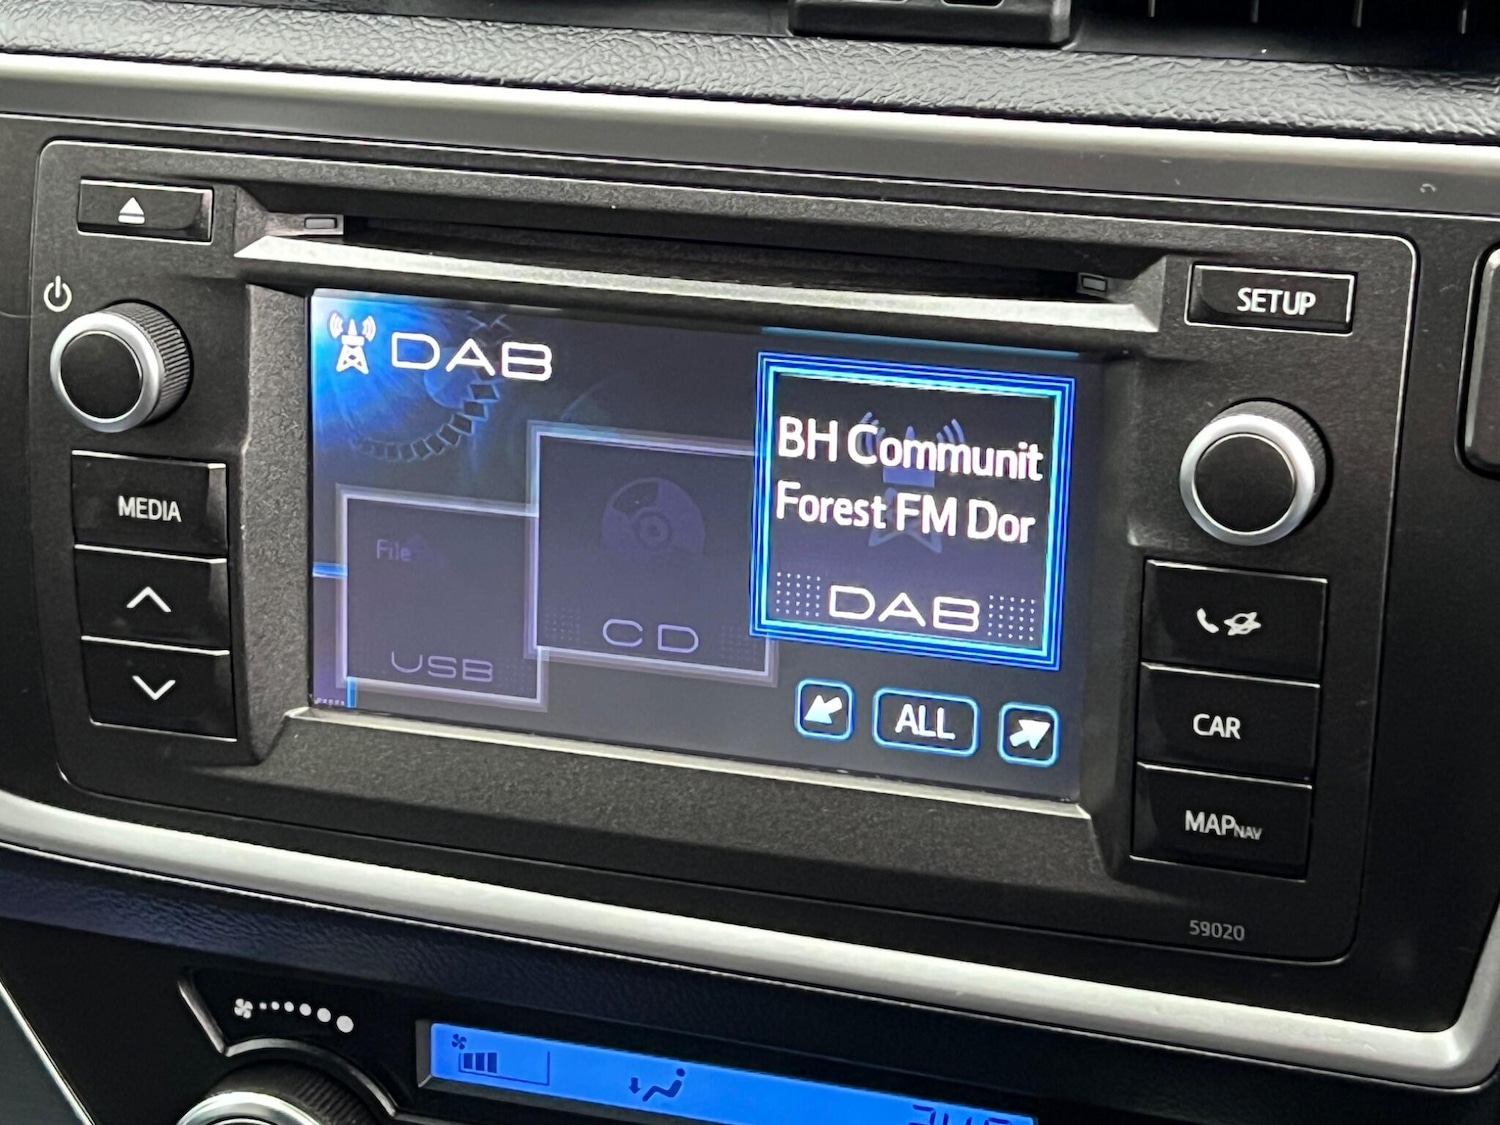 SETUP
DAB
BH Communit
Forest FM Dor
DAB
MEDIA
File
CD
USB
ALL
CAR
MAPNAV
59020